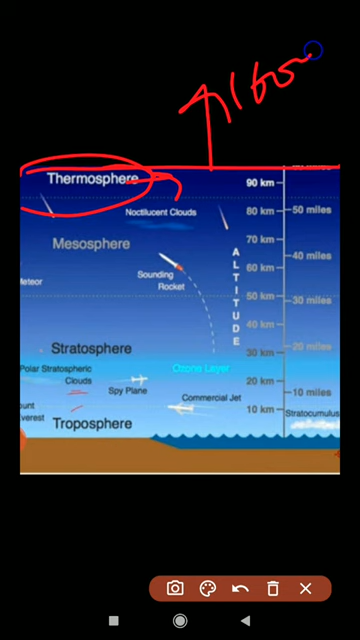 Thermosphere
90 km
Noctilucent Clouds
80 km
50 miles
Mesosphere
70 km
60 km
40 miles
Sounding
Rocket
ALTITUDE
50 km
30 miles
40 km
Stratosphere
30 km
20 miles
Polar Stratospheric
Clouds
Ozone Layer
Spy Plane
20 km
Commercial Jet
10 miles
10 km
Stratocumulus
Troposphere